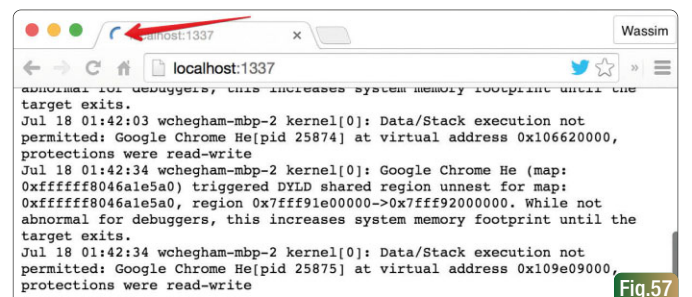 localhost:1337
Wassim
localhost:1337
abnormal for debuggers, this increases system memory footprint until the
target exits.
Jul 18 01:42:03 wchegham-mbp-2 kernel[0]: Data/Stack execution not
permitted: Google Chrome He[pid 25874] at virtual address 0x106620000,
protections were read-write
Jul 18 01:42:34 wchegham-mbp-2 kernel[0]: Google Chrome He (map:
0xffffff8046a1e5a0) triggered DYLD shared region unnest for map:
0xffffff8046a1e5a0, region 0x7fff91e00000->0x7fff92000000. While not
abnormal for debuggers, this increases system memory footprint until the
target exits.
Jul 18 01:42:34 wchegham-mbp-2 kernel[0]: Data/Stack execution not
permitted: Google Chrome He[pid 25875] at virtual address 0x109e09000,
protections were read-write
Fig.57